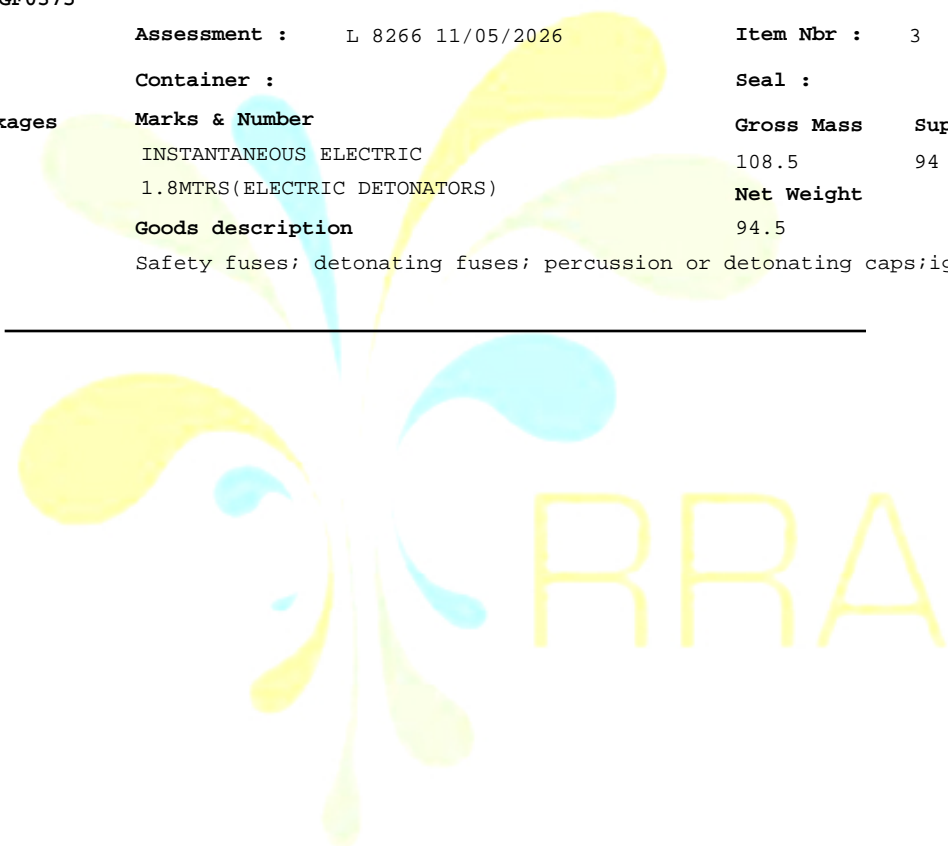 Assessment : L 8266 11/05/2026 Item Nbr : 3
Container : Seal :
Marks & Number Gross Mass
INSTANTANEOUS ELECTRIC 108.5 94
1.8MTRS(ELECTRIC DETONATORS) Net Weight
Goods description 94.5
Safety fuses; detonating fuses; percussion or detonating caps;ig
RRA